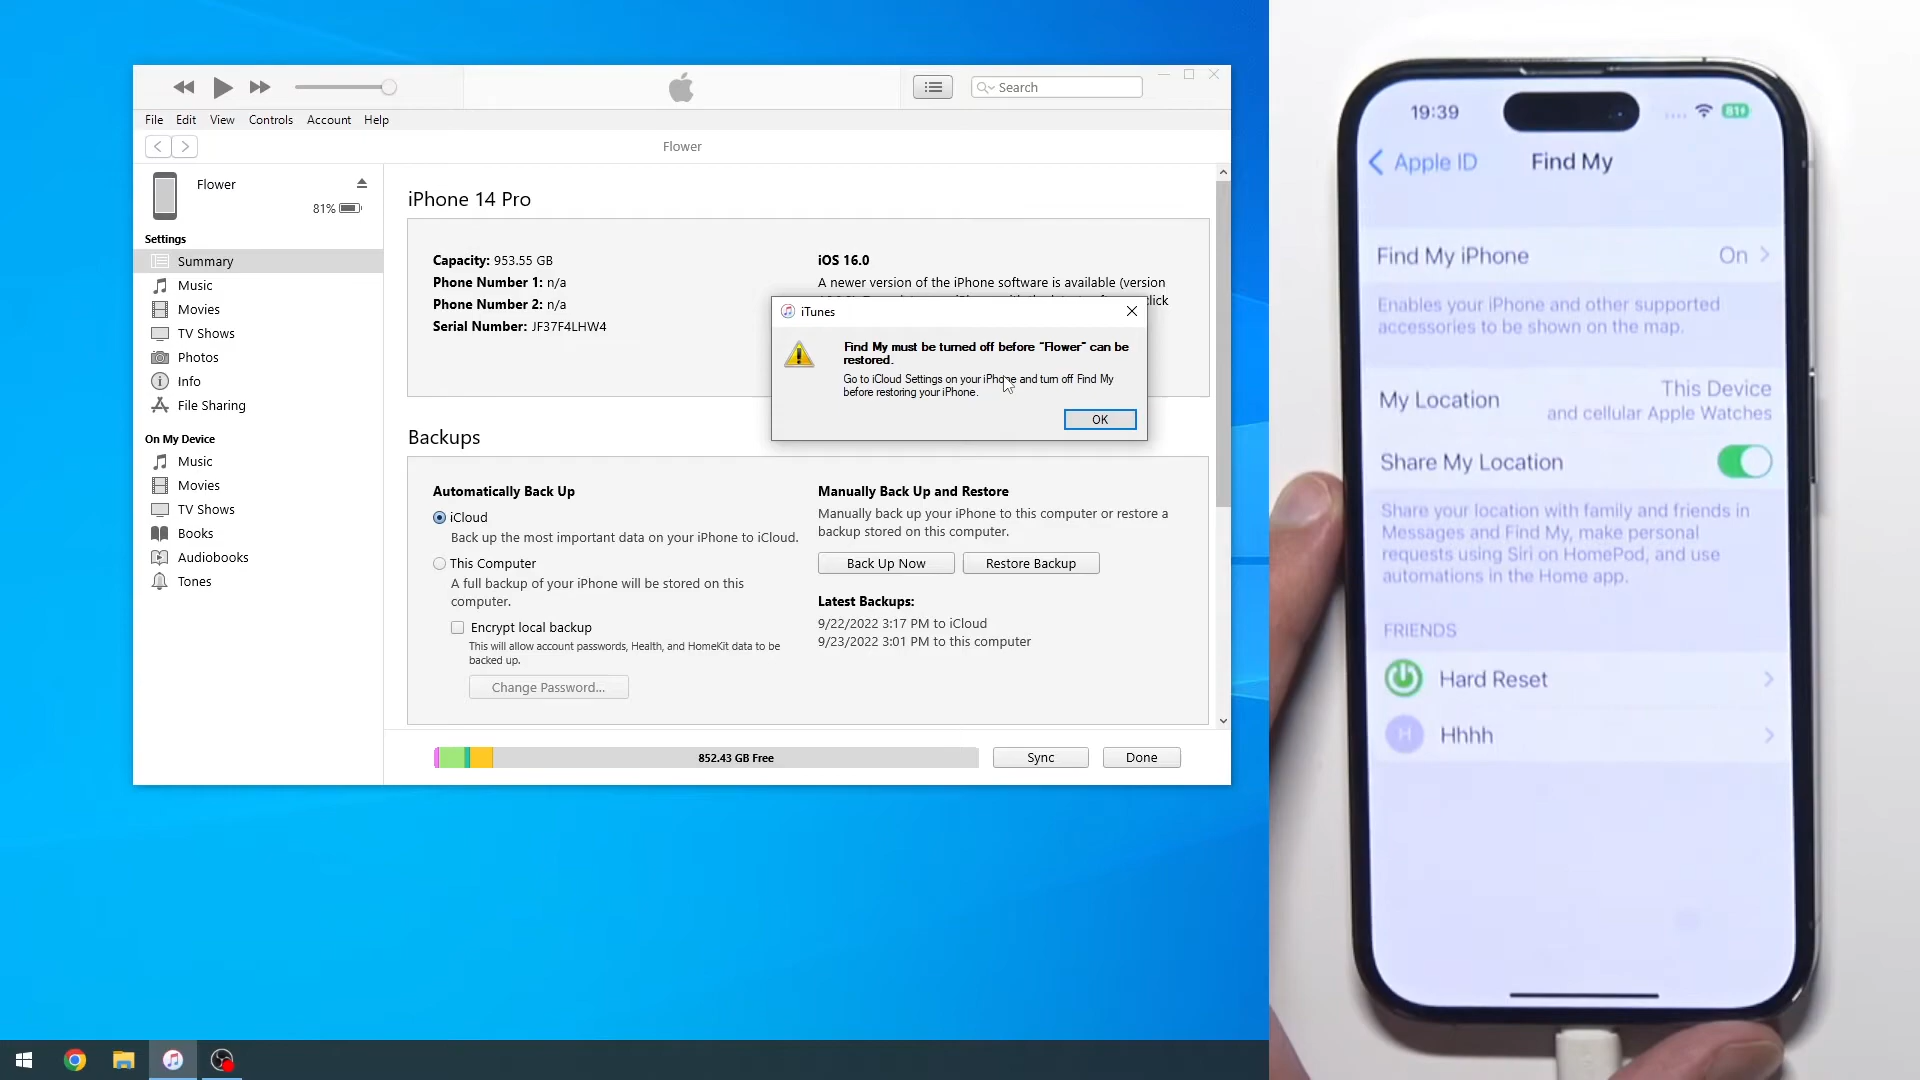 Search
File Edit View Controls Account Help
Flower
Flower
81%
Settings
Summary
Music
Movies
TV Shows
Photos
Info
File Sharing
On My Device
Music
Movies
TV Shows
Books
Audiobooks
Tones
iPhone 14 Pro
Capacity: 953.55 GB
Phone Number 1: n/a
Phone Number 2: n/a
Serial Number: JF37F4LHW4
iOS 16.0
A newer version of the iPhone software is available (version
click
iTunes
Find My must be turned off before "Flower" can be
restored.
Go to iCloud Settings on your iPhone and turn off Find My
before restoring your iPhone.
OK
Backups
Automatically Back Up
iCloud
Back up the most important data on your iPhone to iCloud.
This Computer
A full backup of your iPhone will be stored on this
computer.
Encrypt local backup
This will allow account passwords, Health, and HomeKit data to be
backed up.
Change Password...
Manually Back Up and Restore
Manually back up your iPhone to this computer or restore a
backup stored on this computer.
Back Up Now
Restore Backup
Latest Backups:
9/22/2022 3:17 PM to iCloud
9/23/2022 3:01 PM to this computer
852.43 GB Free
Sync
Done
19:39
81
Apple ID
Find My
Find My iPhone On
Enables your iPhone and other supported
accessories to be shown on the map.
My Location
This Device
and cellular Apple Watches
Share My Location
Share your location with family and friends in
Messages and Find My, make personal
requests using Siri on HomePod, and use
automations in the Home app.
FRIENDS
Hard Reset
H
Hhhh